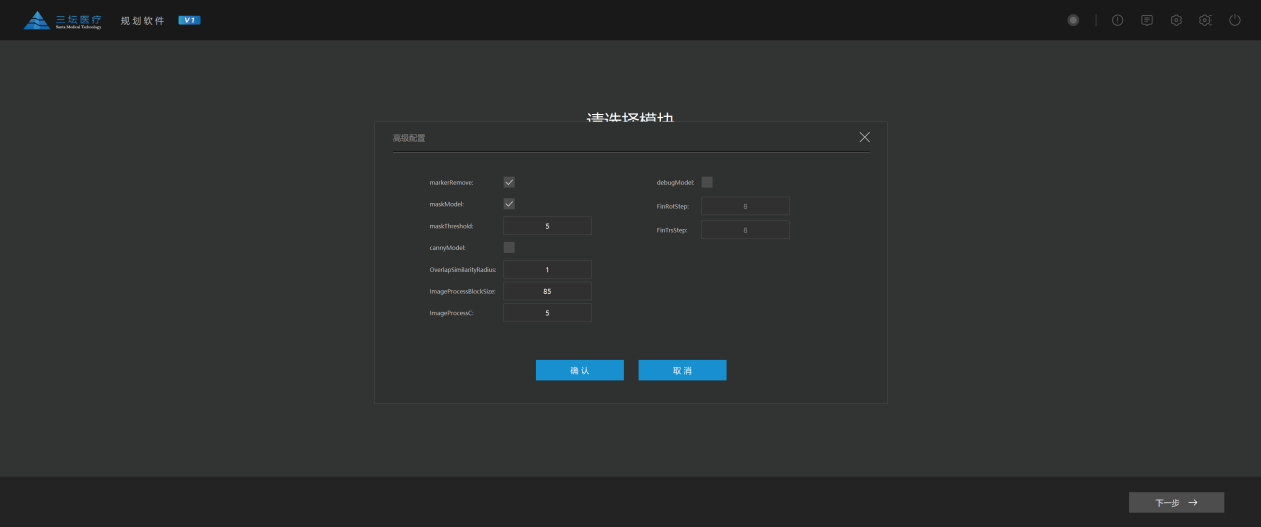 三坛医疗
Santa Medical Technology
规划软件
V1
请选择模块
高级配置
markerRemove:
maskModel:
maskThreshold: 5
cannyModel:
OverlapSimilarityRadius: 1
ImageProcessBlockSize: 85
ImageProcessC: 5
debugModel:
FinRotStep: 8
FinTrsStep: 8
确认
取消
下一步